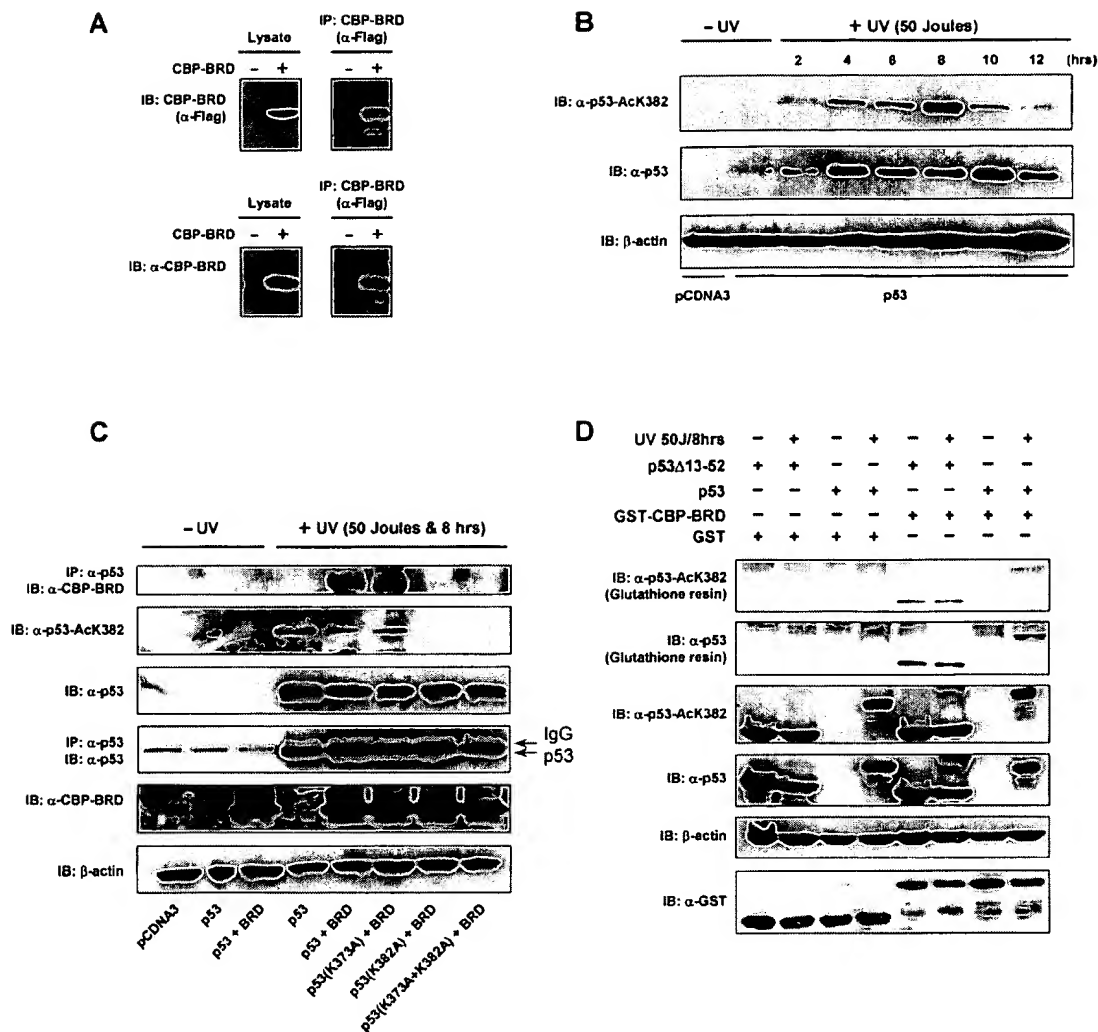 A
Lysate
IP: CBP-BRD
(α-Flag)
CBP-BRD - + - +
IB: CBP-BRD
(α-Flag)
Lysate
IP: CBP-BRD
(α-Flag)
CBP-BRD - + - +
IB: α-CBP-BRD
B
- UV
+ UV (50 Joules)
2 4 6 8 10 12 (hrs)
IB: α-p53-AcK382
IB: α-p53
IB: β-actin
pCDNA3
p53
C
- UV
+ UV (50 Joules & 8 hrs)
IP: α-p53
IB: α-CBP-BRD
IB: α-p53-AcK382
IB: α-p53
IP: α-p53
IB: α-p53
IgG
p53
IB: α-CBP-BRD
IB: β-actin
pCDNA3
p53
p53 + BRD
p53
p53 + BRD
p53(K373A) + BRD
p53(K382A) + BRD
p53(K373A+K382A) + BRD
D
UV 50J/8hrs - + - + - + - +
p53Δ13-52 + + - - + + - -
p53 - - + + - - + +
GST-CBP-BRD - - - - + + + +
GST + + + + - - - -
IB: α-p53-AcK382
(Glutathione resin)
IB: α-p53
(Glutathione resin)
IB: α-p53-AcK382
IB: α-p53
IB: β-actin
IB: α-GST